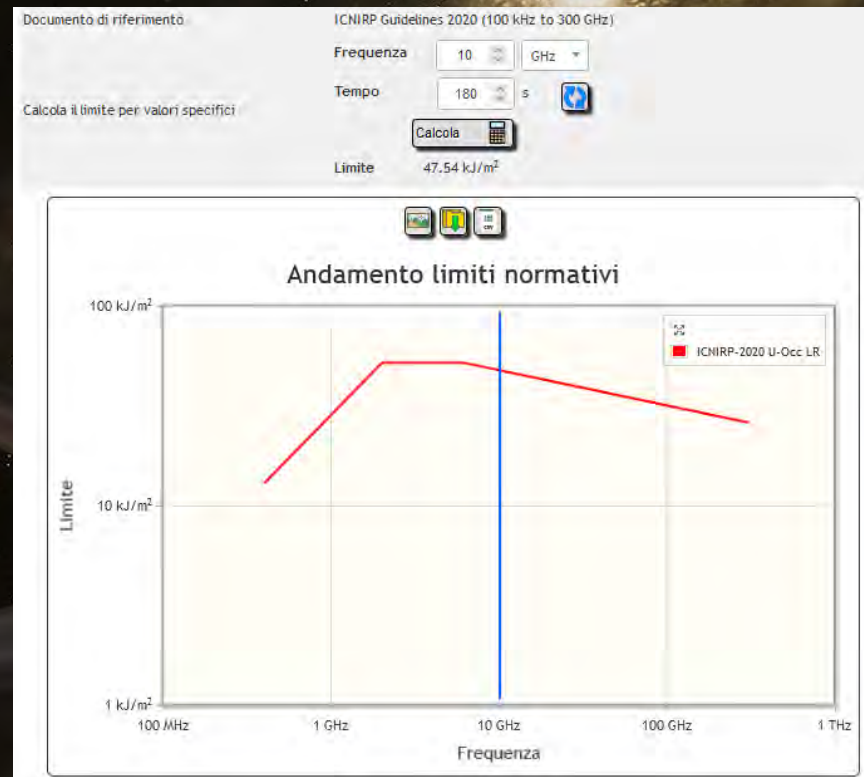 Documento di riferimento
ICNIRP Guidelines 2020 (100 kHz to 300 GHz)
Frequenza
10
GHz
Tempo
180
s
Calcola il limite per valori specifici
Calcola
Limite
47.54 kJ/m²
Andamento limiti normativi
ICNIRP-2020 U-Occ LR
100 kJ/m²
10 kJ/m²
1 kJ/m²
Limite
100 MHz
1 GHz
10 GHz
100 GHz
1 THz
Frequenza